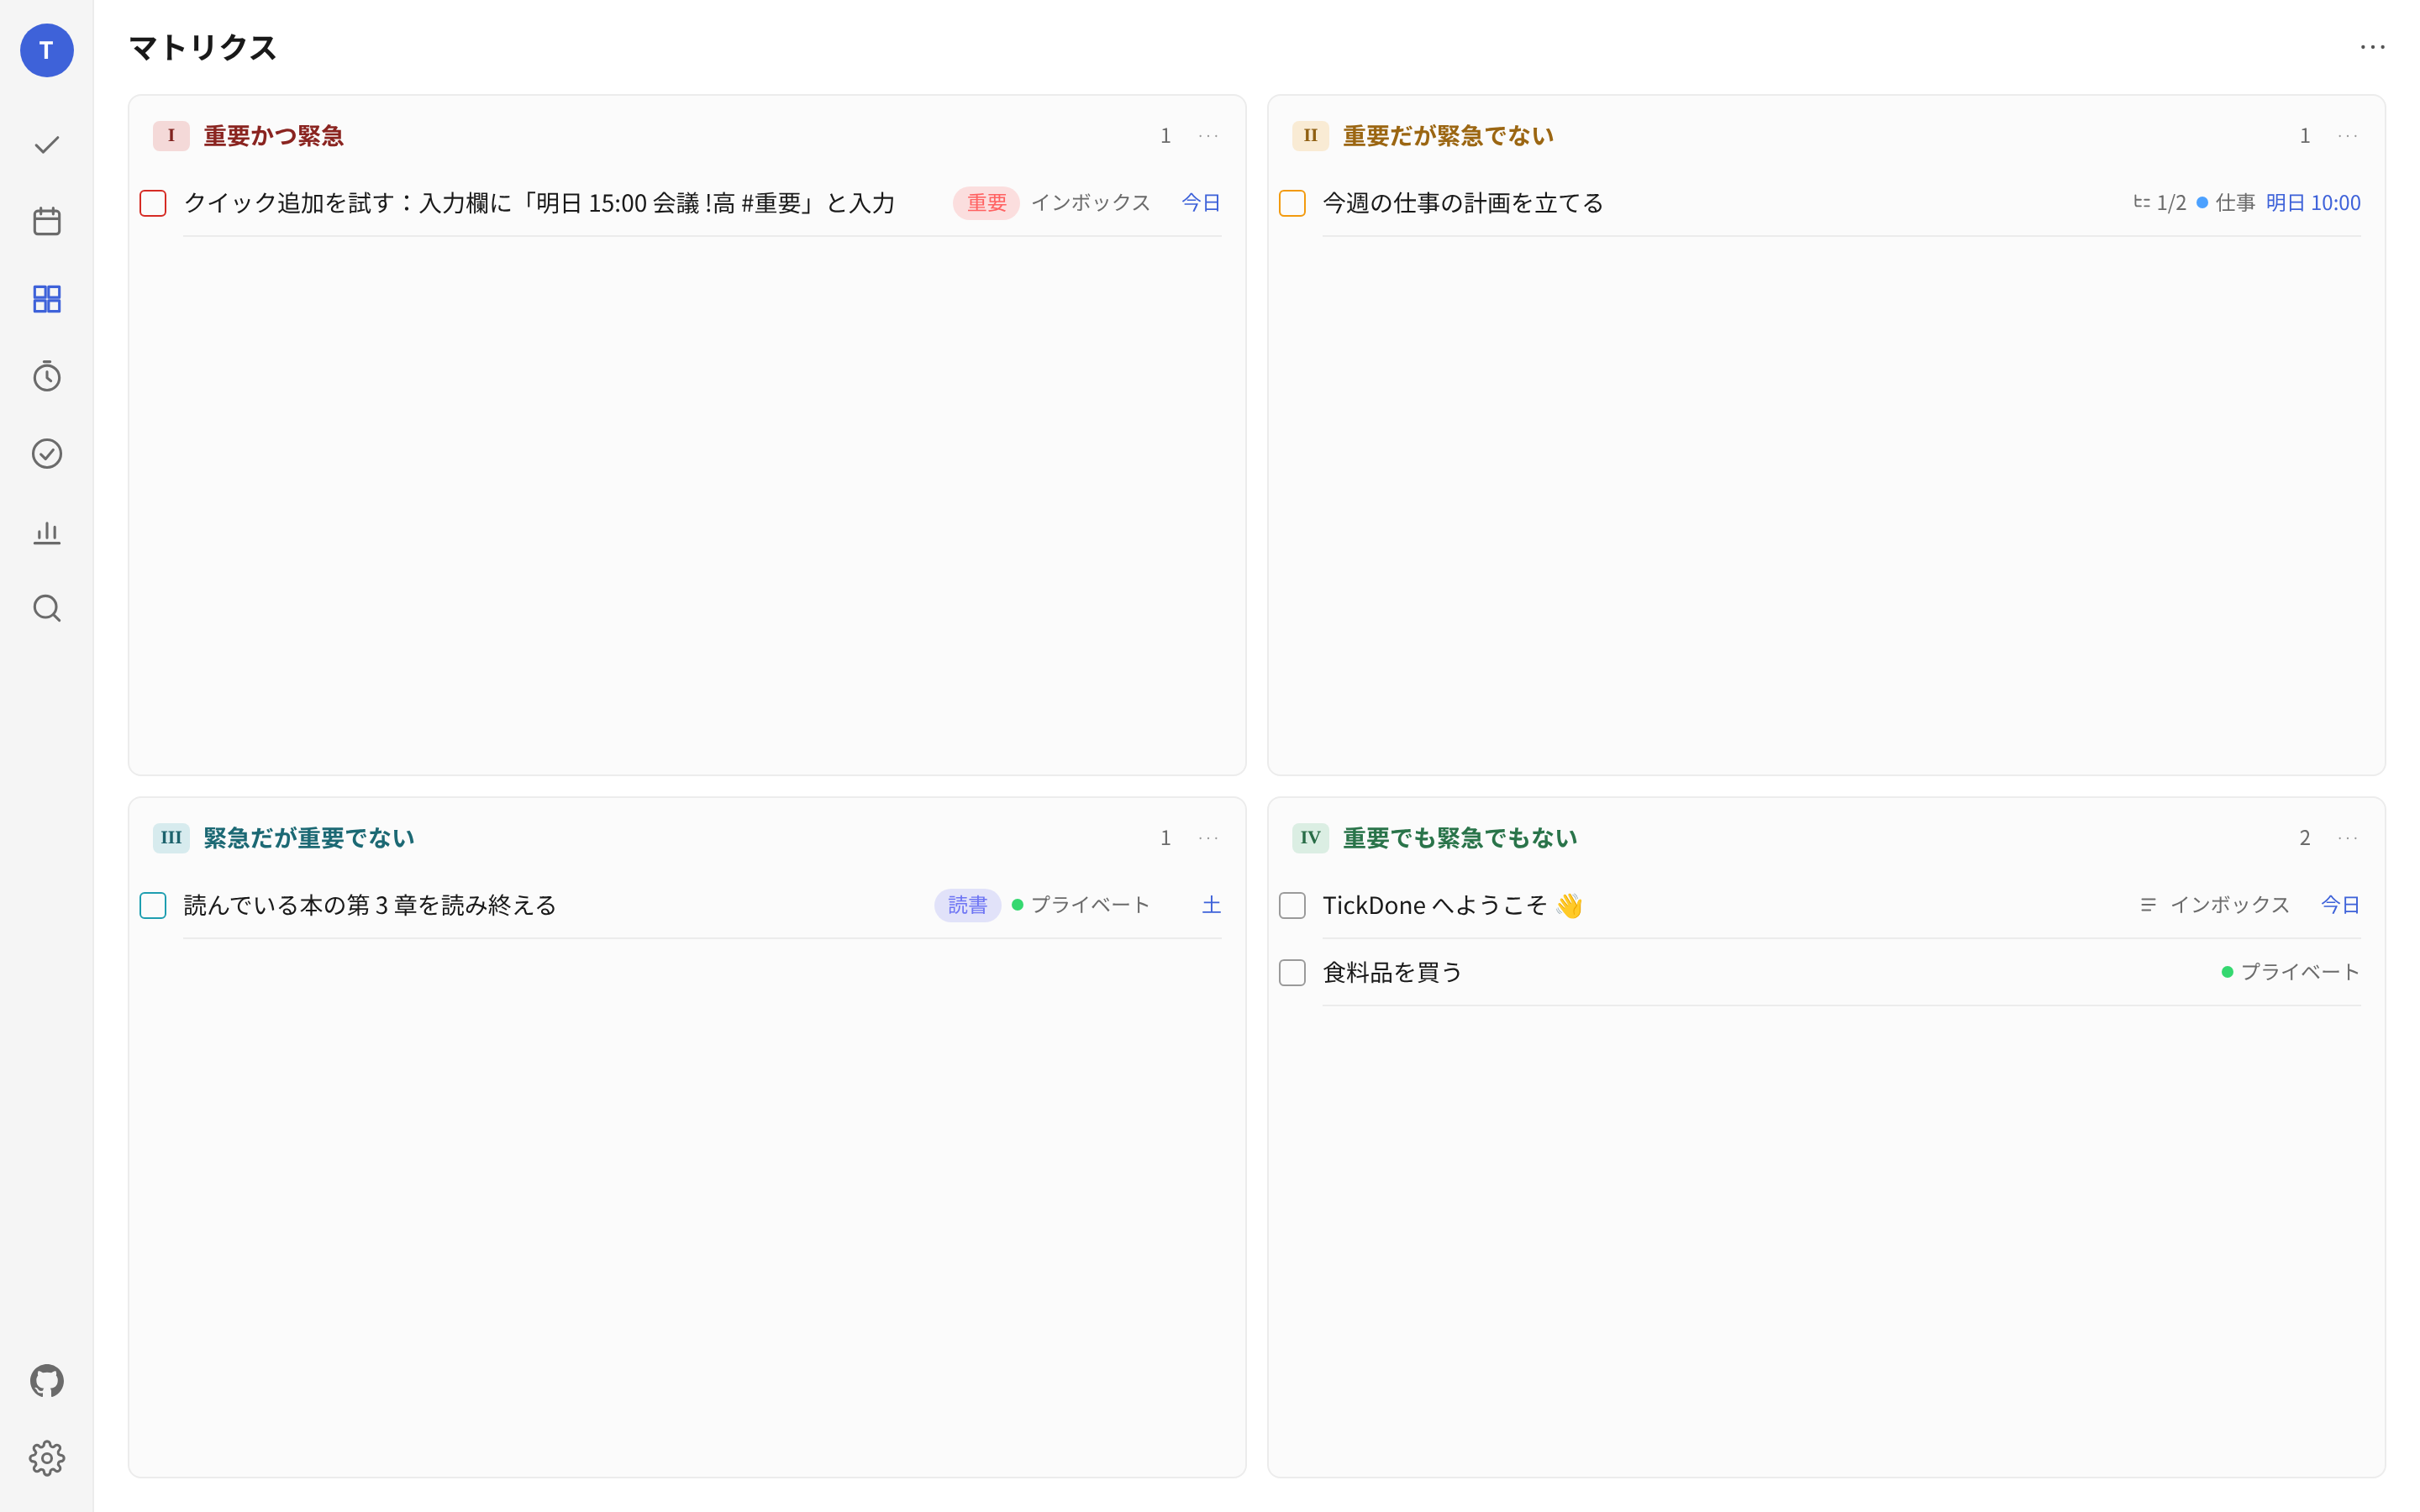 T
マトリクス
I 重要かつ緊急 1
クイック追加を試す：入力欄に「明日 15:00 会議 !高 #重要」と入力 重要 インボックス 今日
II 重要だが緊急でない 1
今週の仕事の計画を立てる 1/2 仕事 明日 10:00
III 緊急だが重要でない 1
読んでいる本の第 3 章を読み終える 読書 プライベート 土
IV 重要でも緊急でもない 2
TickDone へようこそ 👋 インボックス 今日
食料品を買う プライベート